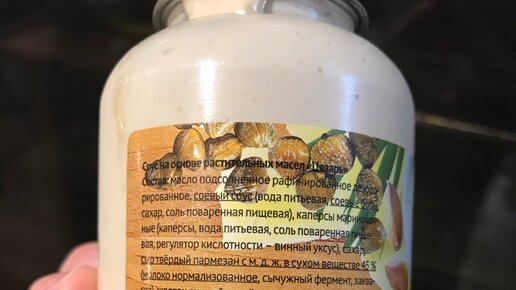 Соус на основе растительных масел «Цезарь»
Состав: масло подсолнечное рафинированное дезодо-
рированное, соевый соус (вода питьевая, соевые
сахар, соль поваренная пищевая), каперсы маринован-
ные (каперсы, вода питьевая, соль поваренная пище-
вая, регулятор кислотности – винный уксус), сахар,
сыр твёрдый пармезан с м. д. ж. в сухом веществе 45 %
(молоко нормализованное, сычужный фермент, заквас-